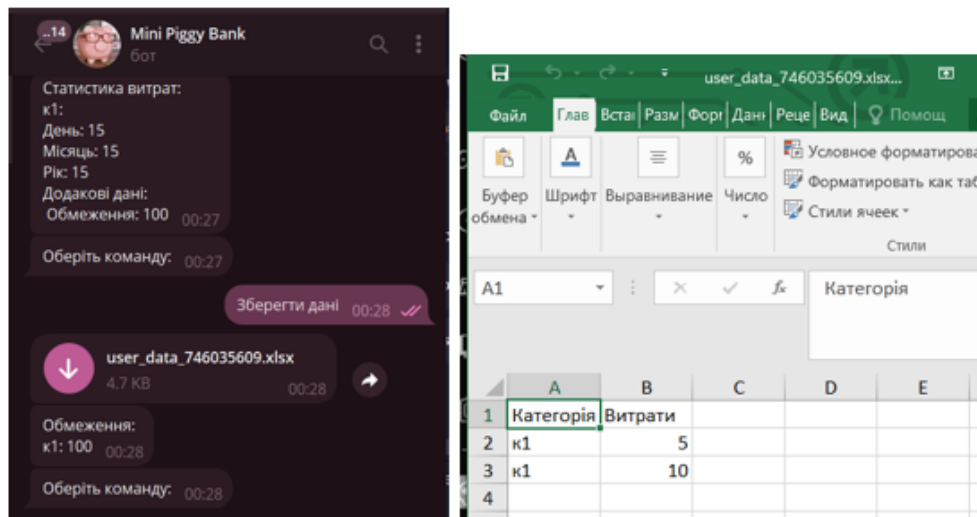 ..14
Mini Piggy Bank
бот
Статистика витрат:
к1:
День: 15
Місяць: 15
Рік: 15
Додакові дані:
Обмеження: 100 00:27
Оберіть команду: 00:27
Зберегти дані 00:28
user_data_746035609.xlsx
4.7 KB 00:28
Обмеження:
к1: 100 00:28
Оберіть команду: 00:28
user_data_746035609.xlsx...
Файл Глав Встав Разм Форм Данн Реце Вид Помощ
Буфер обмена
Шрифт
Выравнивание
%
Число
Условное форматирова
Форматировать как таб
Стили ячеек
Стили
A1 fx Категорія
A B C D E
1 Категорія Витрати
2 к1 5
3 к1 10
4